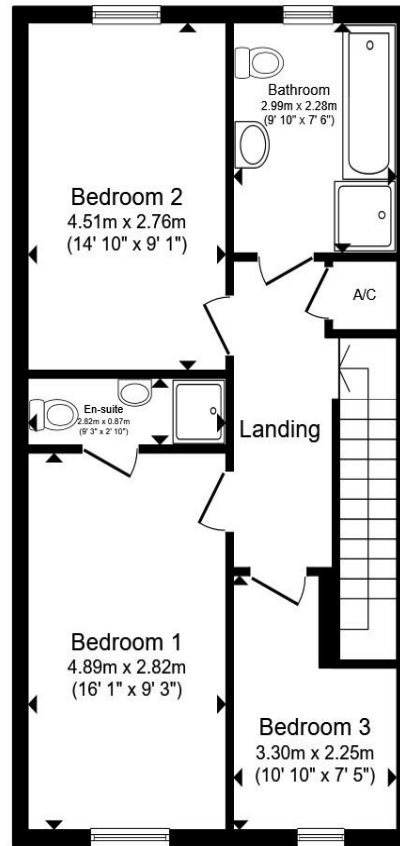 Bathroom
2.99m x 2.28m
(9' 10" x 7' 6")
Bedroom 2
4.51m x 2.76m
(14' 10" x 9' 1")
A/C
En-suite
2.82m x 0.87m
(9' 3" x 2' 10")
Landing
Bedroom 1
4.89m x 2.82m
(16' 1" x 9' 3")
Bedroom 3
3.30m x 2.25m
(10' 10" x 7' 5")